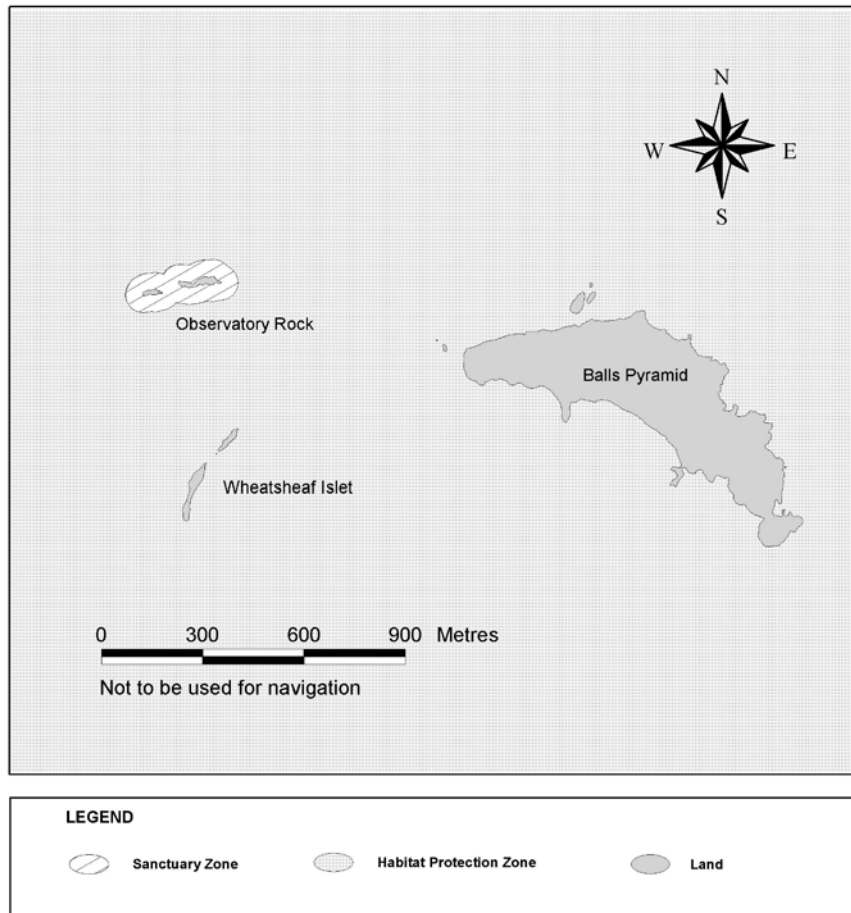 N
W E
S
Observatory Rock
Balls Pyramid
Wheatsheaf Islet
0 300 600 900 Metres
Not to be used for navigation
LEGEND
Sanctuary Zone Habitat Protection Zone Land